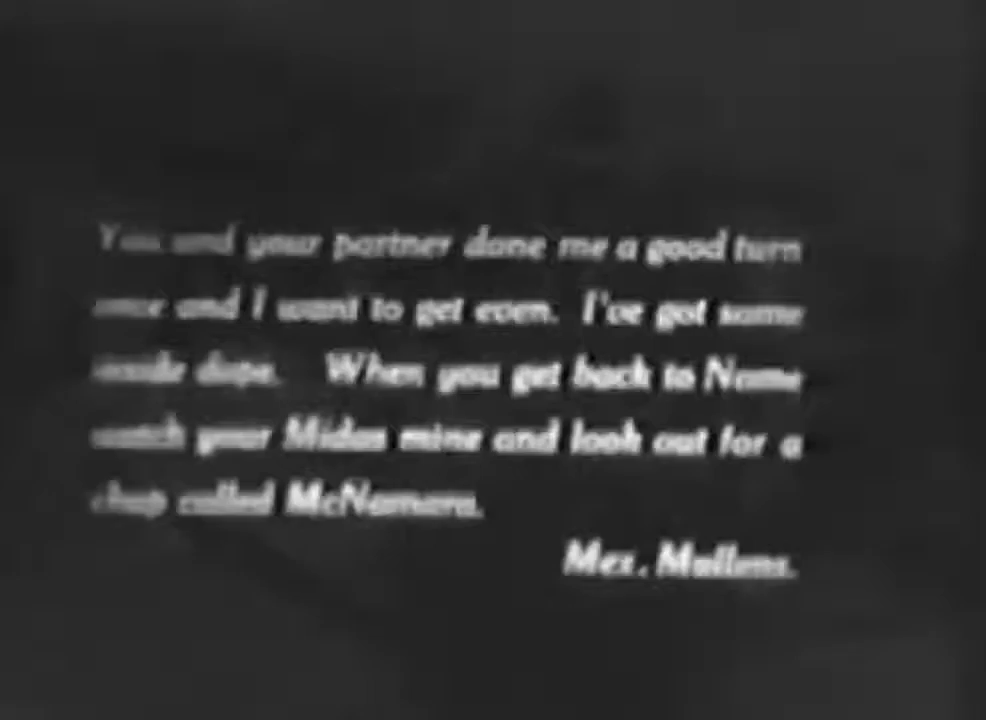 You and your partner done me a good turn
once and I want to get even. I've got some
inside dope. When you get back to Nome
watch your Midas mine and look out for a
chap called McNamara.
Mex. Mullens.